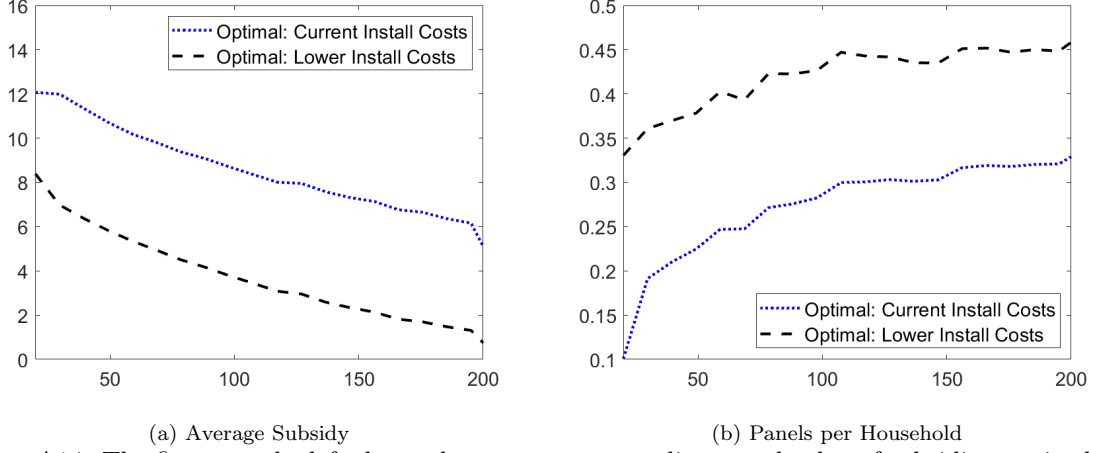 16
14
12
10
8
6
4
2
0
50 100 150 200
Optimal: Current Install Costs
Optimal: Lower Install Costs
(a) Average Subsidy
0.5
0.45
0.4
0.35
0.3
0.25
0.2
0.15
0.1
50 100 150 200
Optimal: Current Install Costs
Optimal: Lower Install Costs
(b) Panels per Household